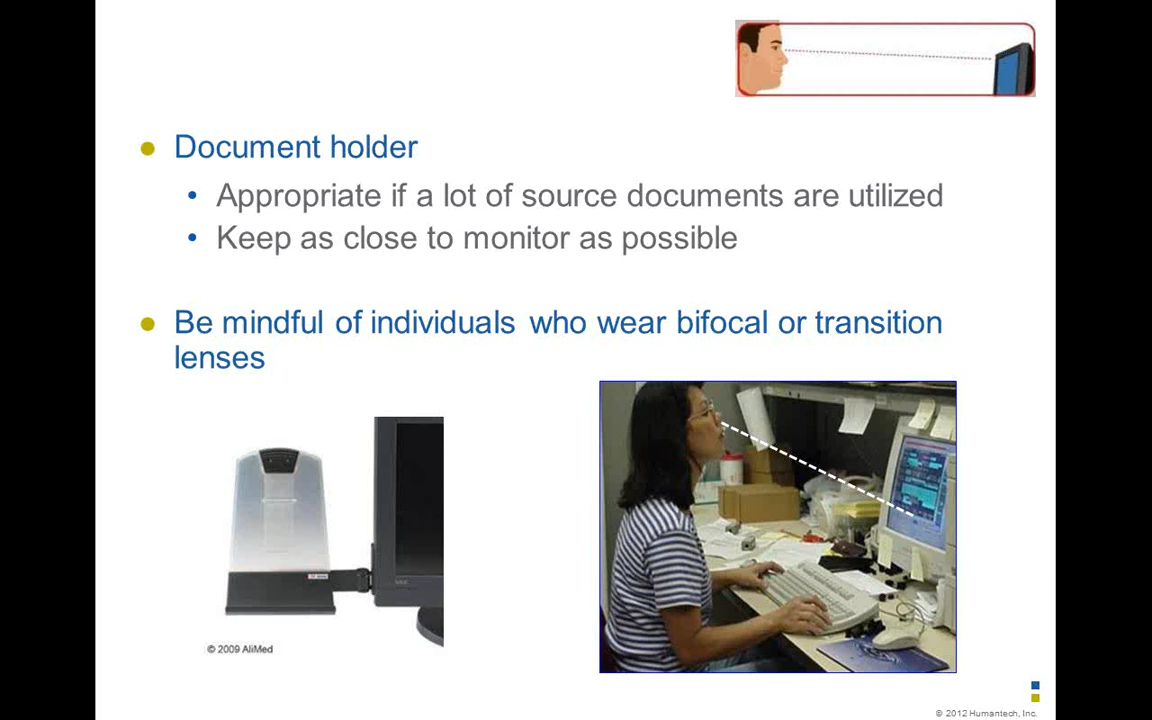 Document holder
Appropriate if a lot of source documents are utilized
Keep as close to monitor as possible
Be mindful of individuals who wear bifocal or transition
lenses
© 2009 AliMed
© 2012 Humantech, Inc.